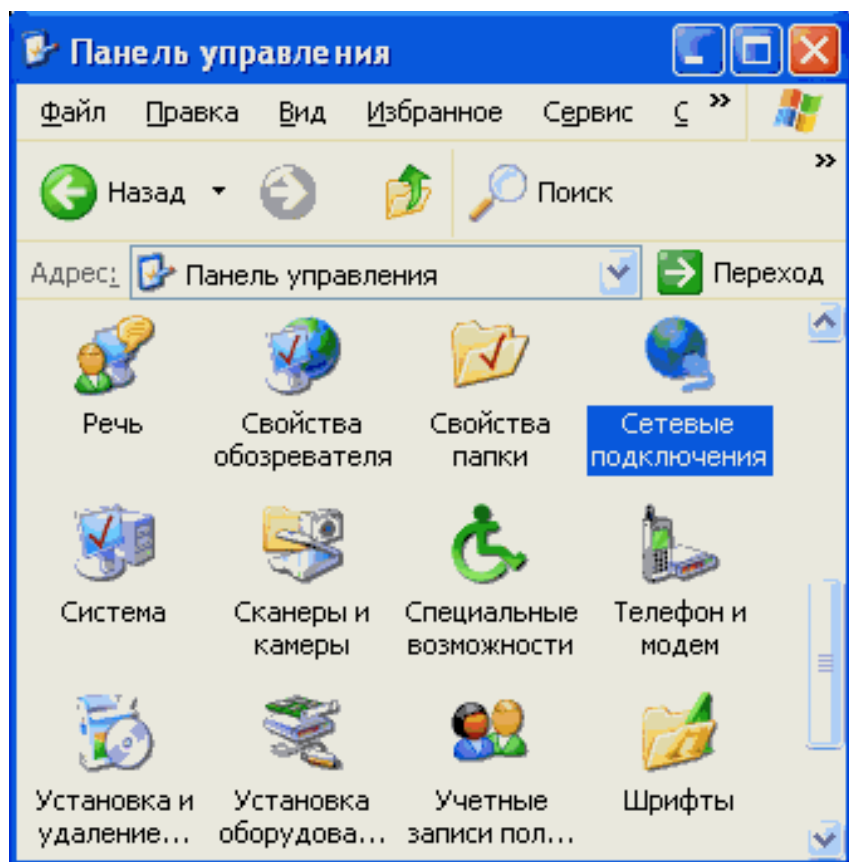 Панель управления
Файл Правка Вид Избранное Сервис С »
Назад Поиск »
Адрес: Панель управления Переход
Речь Свойства обозревателя Свойства папки Сетевые подключения
Система Сканеры и камеры Специальные возможности Телефон и модем
Установка и удаление... Установка оборудова... Учетные записи пол... Шрифты